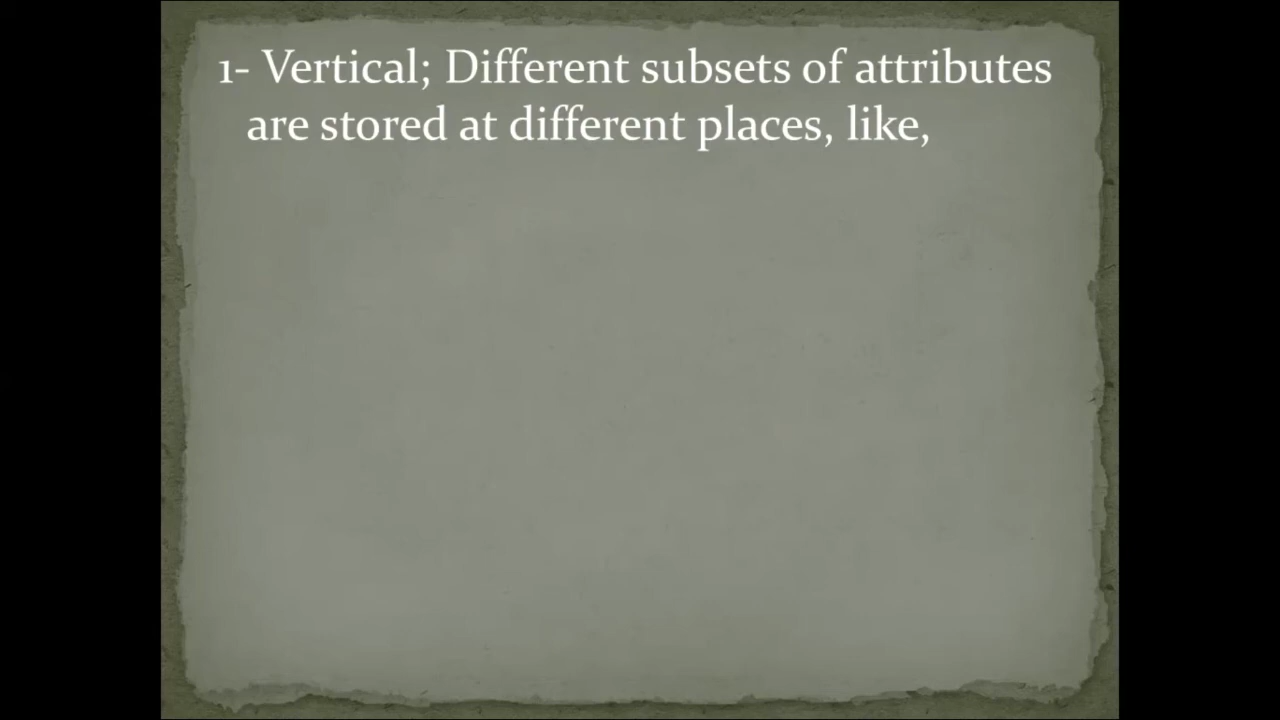 1- Vertical; Different subsets of attributes
are stored at different places, like,